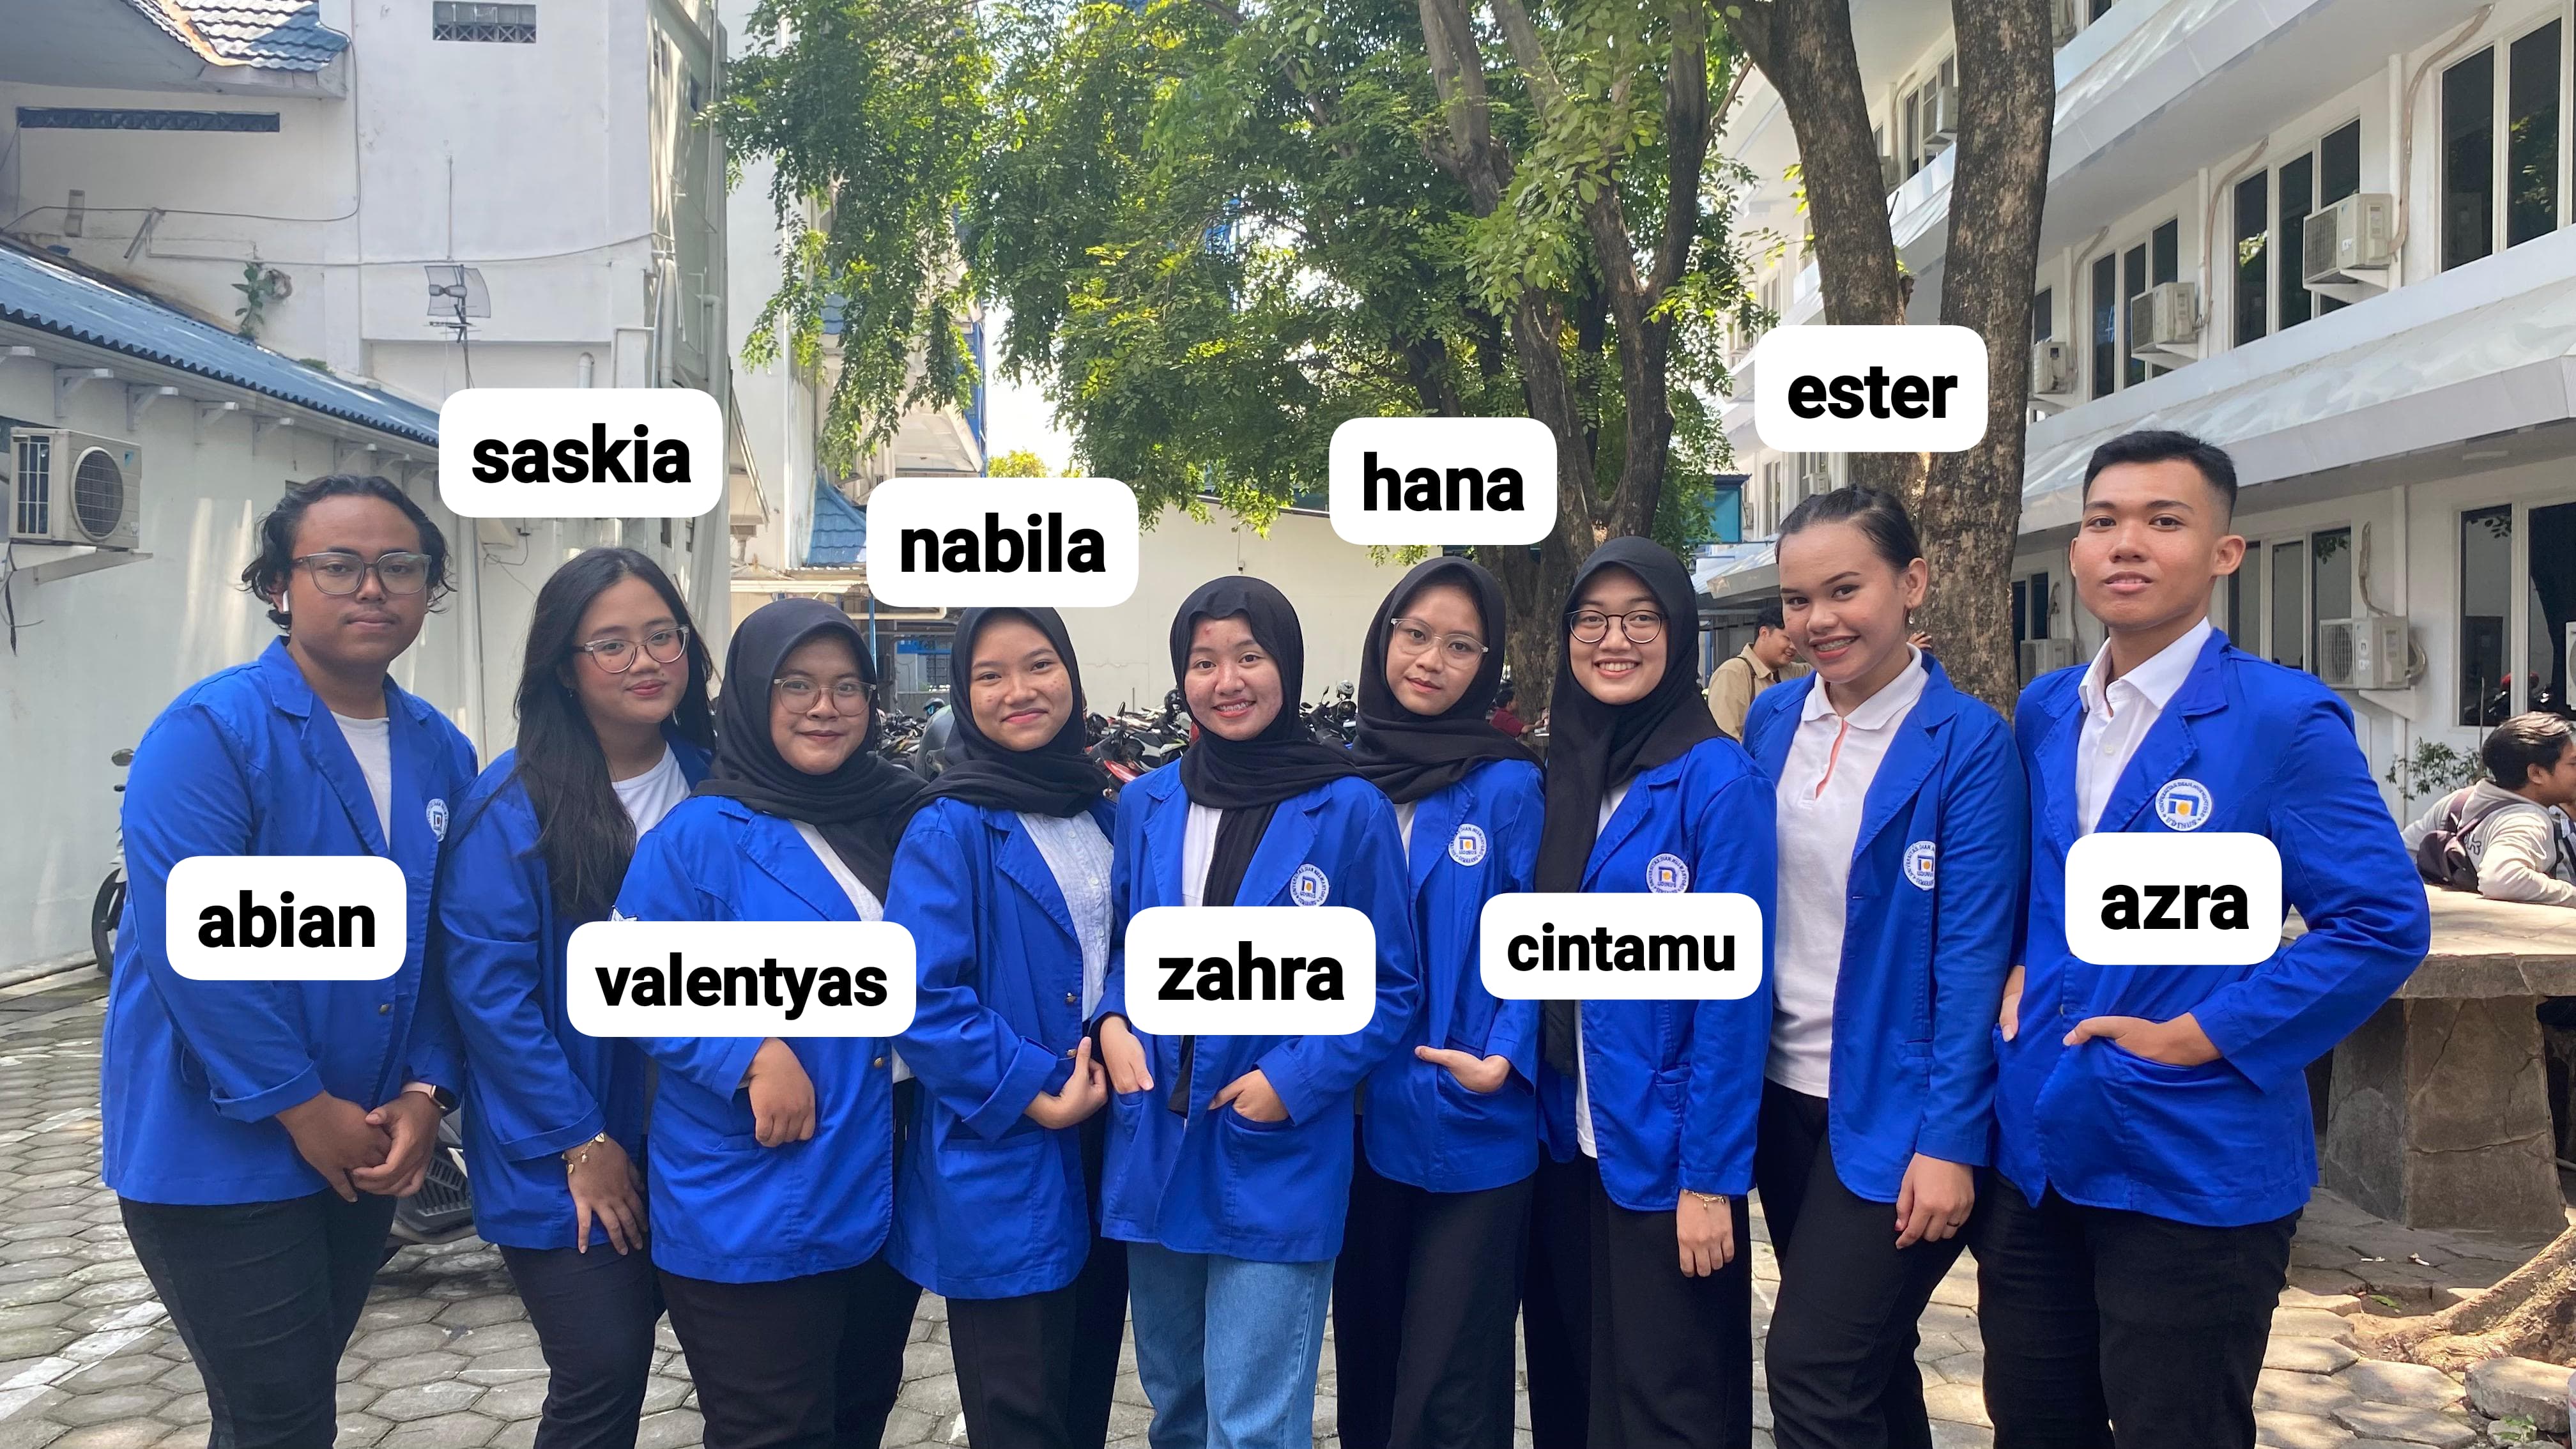 ester
saskia
hana
nabila
azra
abian
cintamu
zahra
valentyas